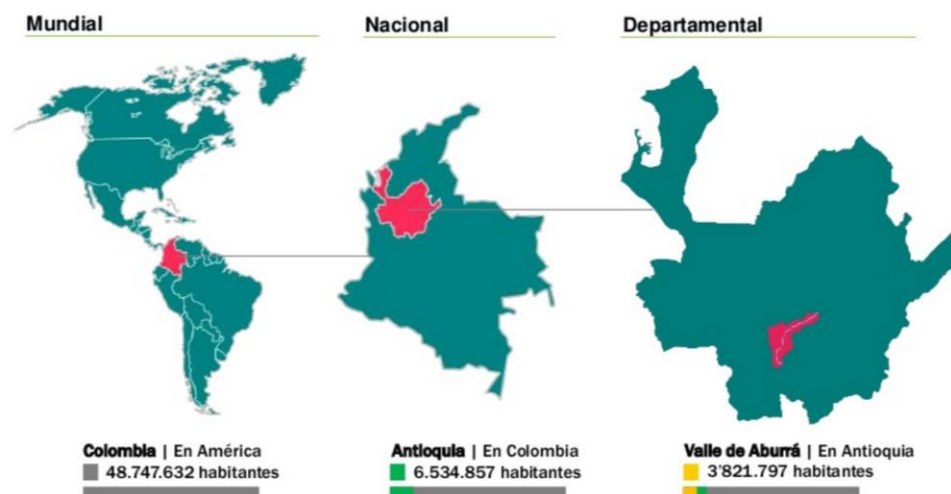 Mundial
Nacional
Departamental
Colombia | En América
48.747.632 habitantes
Antioquia | En Colombia
6.534.857 habitantes
Valle de Aburrá | En Antioquia
3'821.797 habitantes